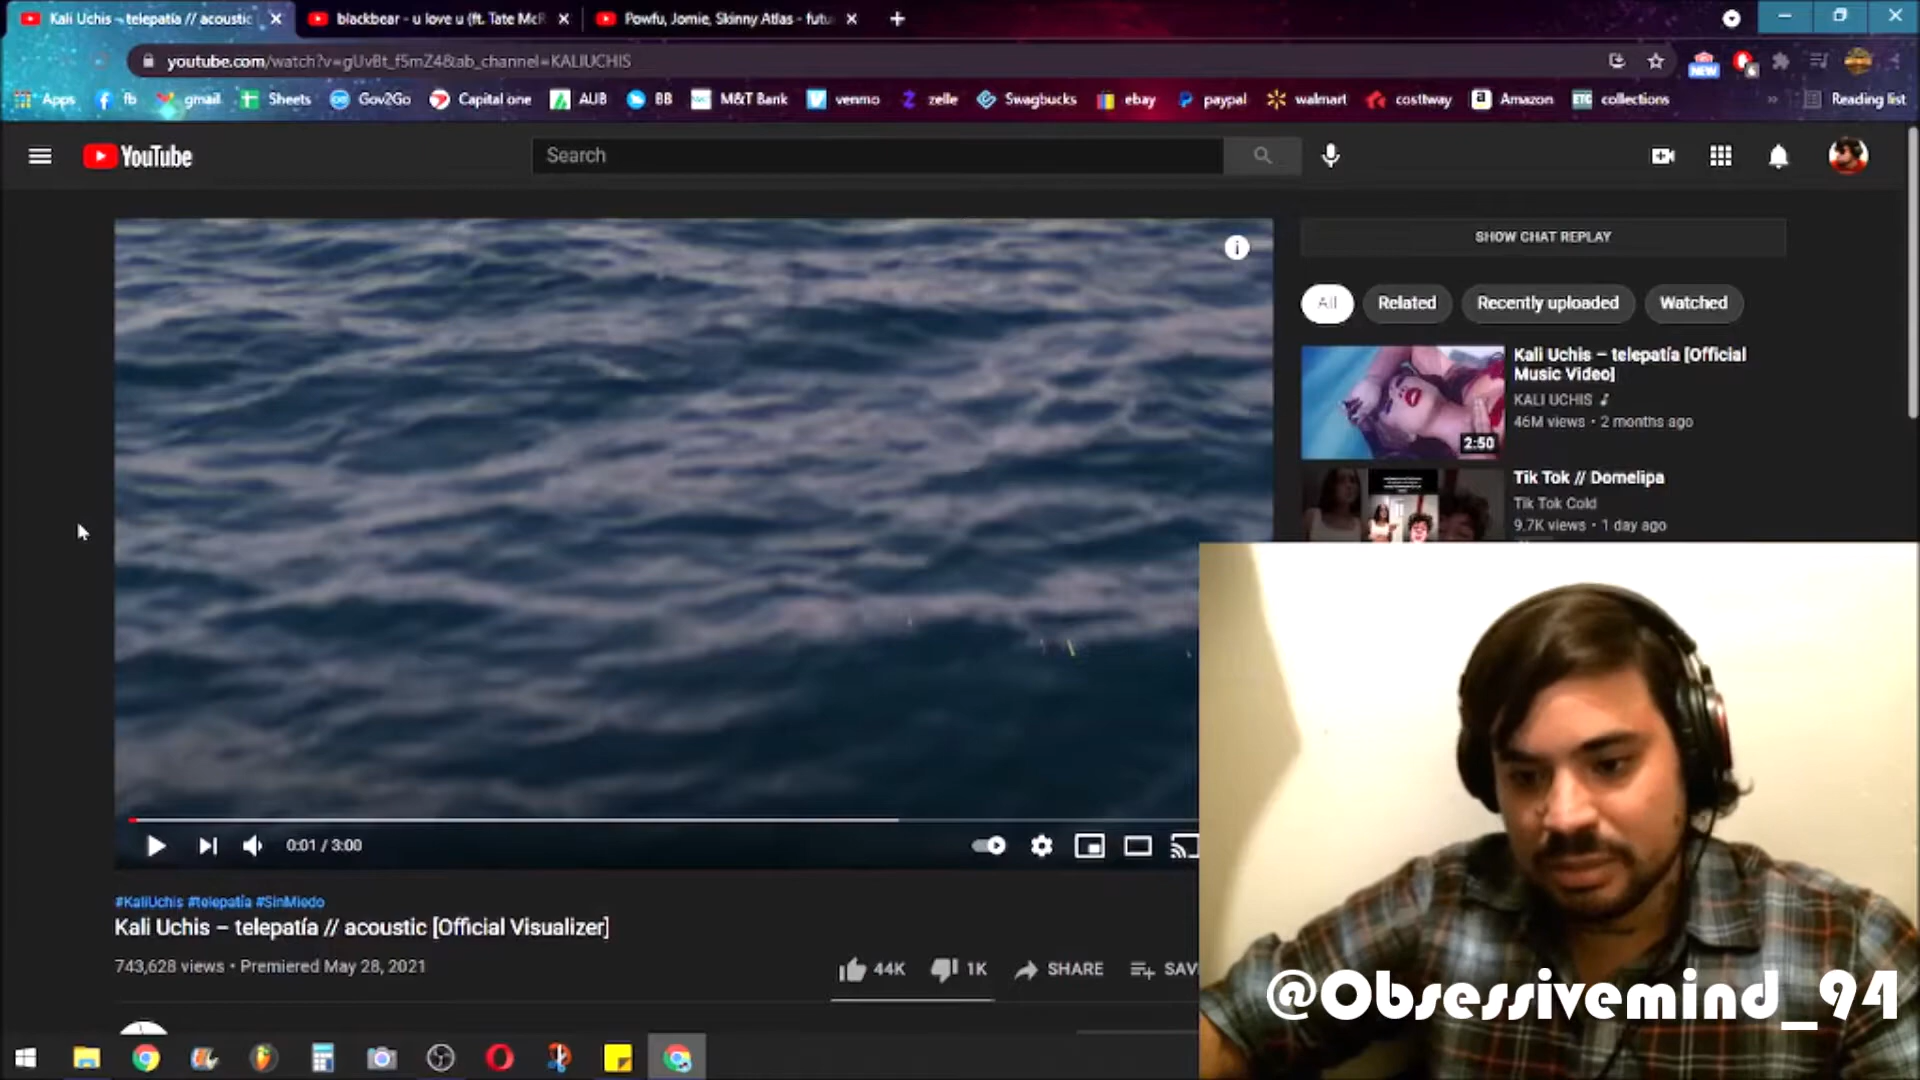 Kali Uchis – telepatía // acoustic
blackbear - u love u (ft. Tate McR
Powfu, Jomie, Skinny Atlas - futu
youtube.com/watch?v=gUvBt_f5mZ4&ab_channel=KALIUCHIS
NEW
6
Apps fb gmail Sheets Gov2Go Capital one AUB BB M&T Bank venmo zelle Swagbucks ebay paypal walmart costtway Amazon ETC collections » Reading list
YouTube
Search
SHOW CHAT REPLAY
All Related Recently uploaded Watched
Kali Uchis – telepatía [Official
Music Video]
KALI UCHIS
46M views • 2 months ago
2:50
Tik Tok // Domelipa
Tik Tok Cold
9.7K views • 1 day ago
0:01 / 3:00
#KaliUchis #telepatía #SinMiedo
Kali Uchis – telepatía // acoustic [Official Visualizer]
743,628 views • Premiered May 28, 2021
44K 1K SHARE SAV
@Obsessivemind_94